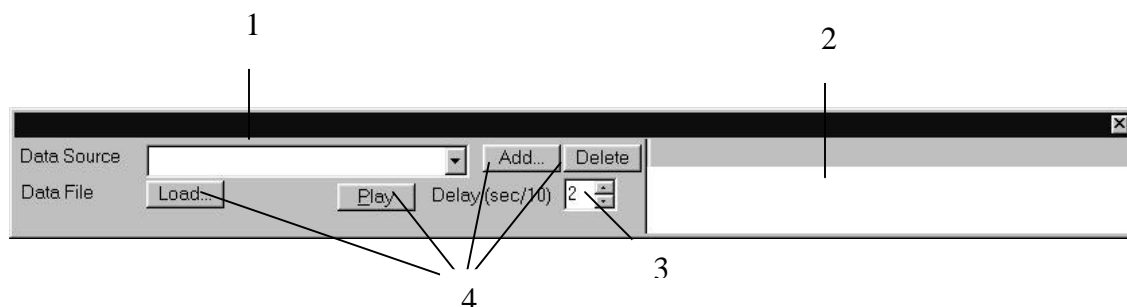 1
2
Data Source
Add...
Delete
Data File
Load...
Play
Delay (sec/10)
2
3
4